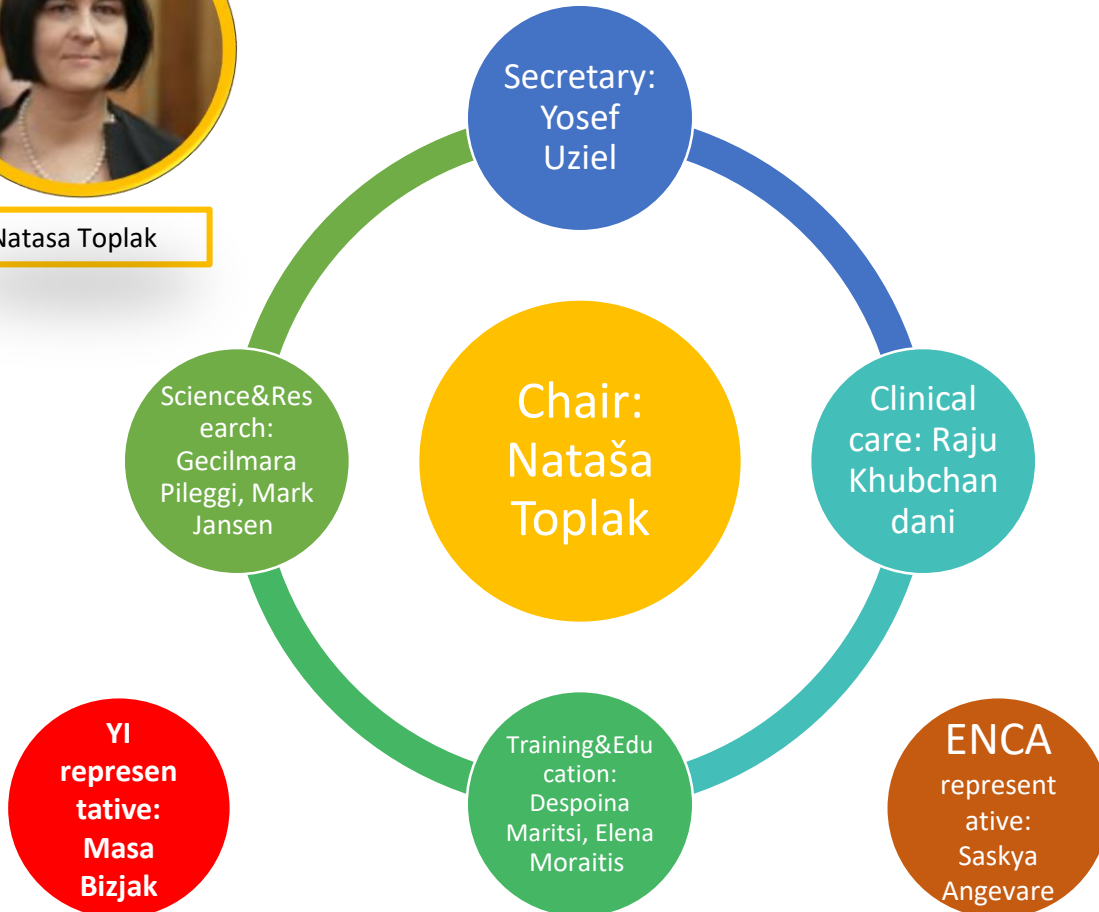 Secretary:
Yosef
Uziel
Natasa Toplak
Science&Res
earch:
Gecilmara
Pileggi, Mark
Jansen
Chair:
Nataša
Toplak
Clinical
care: Raju
Khubchan
dani
YI
represen
tative:
Masa
Bizjak
Training&Edu
cation:
Despoina
Maritsi, Elena
Moraitis
ENCA
represent
ative:
Saskya
Angevare